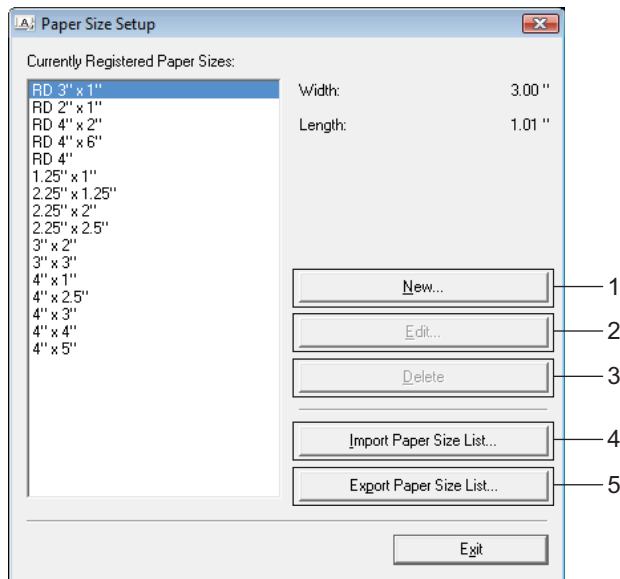 Paper Size Setup
Currently Registered Paper Sizes:
RD 3" x 1"
RD 2" x 1"
RD 4" x 2"
RD 4" x 6"
RD 4"
1.25" x 1"
2.25" x 1.25"
2.25" x 2"
2.25" x 2.5"
3" x 2"
3" x 3"
4" x 1"
4" x 2.5"
4" x 3"
4" x 4"
4" x 5"
Width: 3.00 "
Length: 1.01 "
New... 1
Edit... 2
Delete 3
Import Paper Size List... 4
Export Paper Size List... 5
Exit